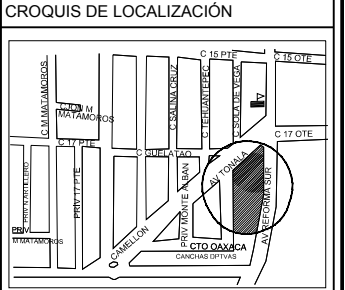 CROQUIS DE LOCALIZACIÓN
C 15 PTE
C 15 OTE
C M MATAMOROS
CJON M
MATAMOROS
C SALINA CRUZ
C TEHUANTEPEC
C SOLA DE VEGA
C 17 OTE
C 17 PTE
C GUELATAO
AV TONALA
PRIV ARTILLERO
PRIV 17 PTE
PRIV MONTE ALBAN
AV REFORMA SUR
PRIV
M MATAMOROS
CAMELLON
CTO OAXACA
CANCHAS DPTVAS